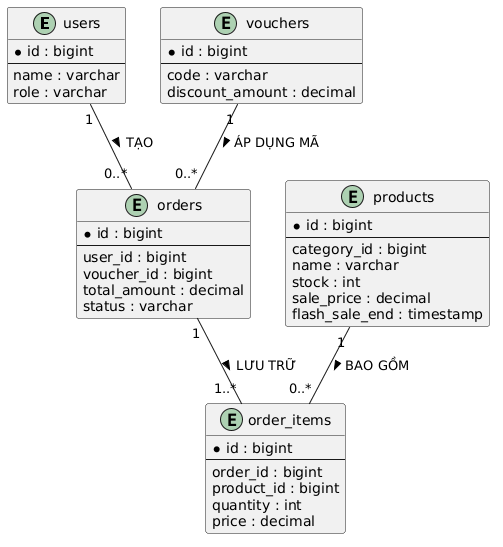 E users
* id : bigint
name : varchar
role : varchar
E vouchers
* id : bigint
code : varchar
discount_amount : decimal
1
TẠO
0..*
1
ÁP DỤNG MÃ
0..*
E orders
* id : bigint
user_id : bigint
voucher_id : bigint
total_amount : decimal
status : varchar
E products
* id : bigint
category_id : bigint
name : varchar
stock : int
sale_price : decimal
flash_sale_end : timestamp
1
LƯU TRỮ
1..*
1
BAO GỒM
0..*
E order_items
* id : bigint
order_id : bigint
product_id : bigint
quantity : int
price : decimal